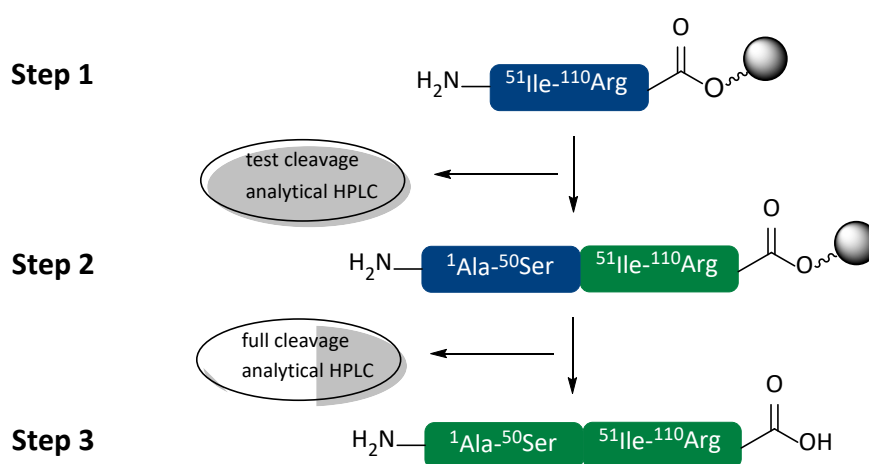 Step 1
H₂N
⁵¹Ile-¹¹⁰Arg
O
O
test cleavage
analytical HPLC
Step 2
H₂N
¹Ala-⁵⁰Ser
⁵¹Ile-¹¹⁰Arg
O
O
full cleavage
analytical HPLC
Step 3
H₂N
¹Ala-⁵⁰Ser
⁵¹Ile-¹¹⁰Arg
O
OH